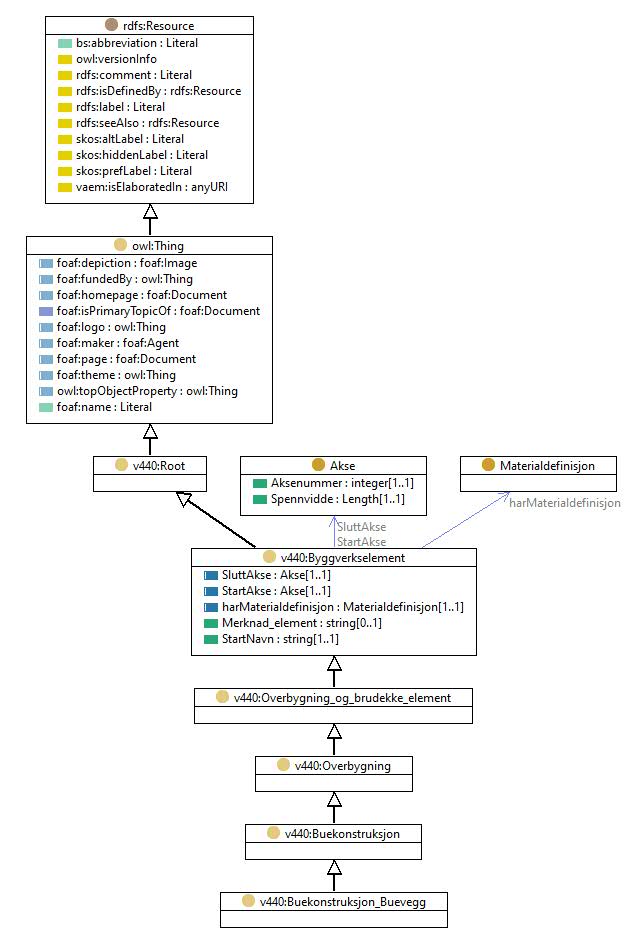 rdfs:Resource
bs:abbreviation : Literal
owl:versionInfo
rdfs:comment : Literal
rdfs:isDefinedBy : rdfs:Resource
rdfs:label : Literal
rdfs:seeAlso : rdfs:Resource
skos:altLabel : Literal
skos:hiddenLabel : Literal
skos:prefLabel : Literal
vaem:isElaboratedIn : anyURI
owl:Thing
foaf:depiction : foaf:Image
foaf:fundedBy : owl:Thing
foaf:homepage : foaf:Document
foaf:isPrimaryTopicOf : foaf:Document
foaf:logo : owl:Thing
foaf:maker : foaf:Agent
foaf:page : foaf:Document
foaf:theme : owl:Thing
owl:topObjectProperty : owl:Thing
foaf:name : Literal
v440:Root
Akse
Aksenummer : integer[1..1]
Spennvidde : Length[1..1]
Materialdefinisjon
harMaterialdefinisjon
SluttAkse
StartAkse
v440:Byggverkselement
SluttAkse : Akse[1..1]
StartAkse : Akse[1..1]
harMaterialdefinisjon : Materialdefinisjon[1..1]
Merknad_element : string[0..1]
StartNavn : string[1..1]
v440:Overbygning_og_brudekke_element
v440:Overbygning
v440:Buekonstruksjon
v440:Buekonstruksjon_Buevegg